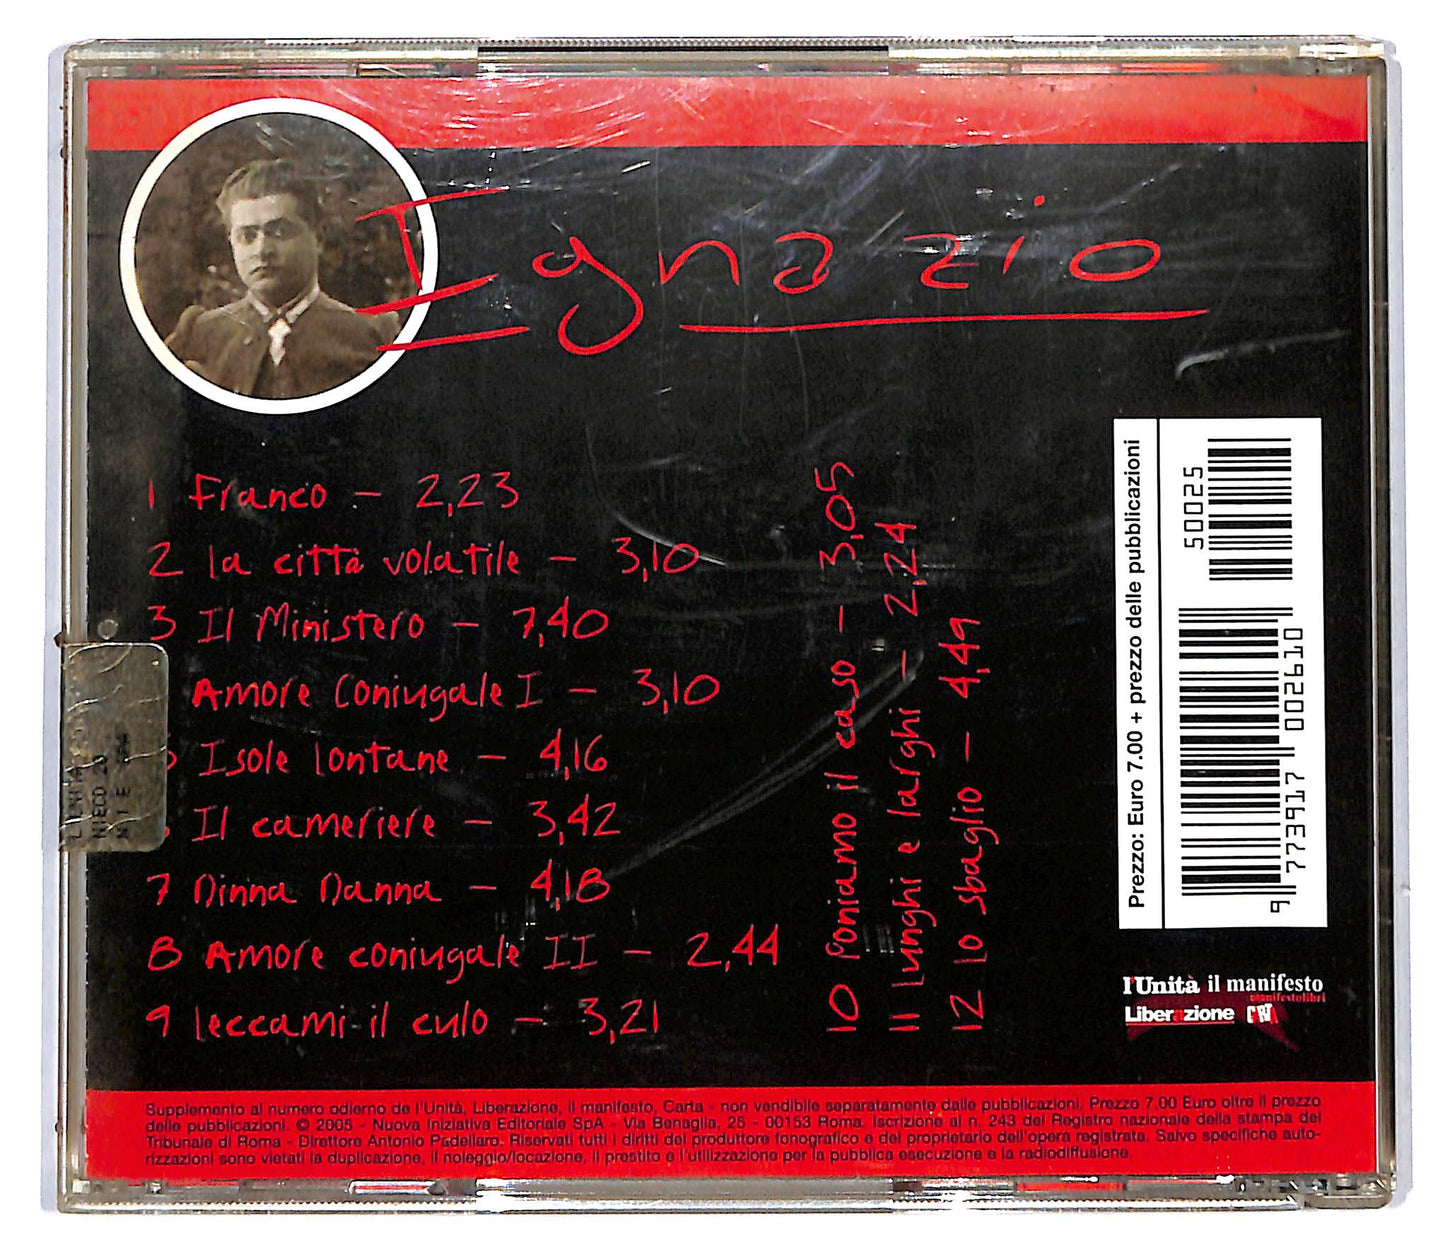 Ignazio
1 Franco - 2,23
2 la città volatile - 3,10
3 Il Ministero - 7,40
Amore Coniugale I - 3,10
Isole lontane - 4,16
Il cameriere - 3,42
7 Dinna Danna - 4,18
8 Amore coniugale II - 2,44
9 leccami il culo - 3,21
10 Poniamo il caso - 3,05
11 Lunghi e larghi - 2,24
12 lo sbaglio - 4,49
Prezzo: Euro 7.00 + prezzo delle pubblicazioni
50025
9 773917 002610
l'Unità il manifesto
manifestolibri
Liberazione CARTA
Supplemento al numero odierno de l'Unità, Liberazione, il manifesto, Carta - non vendibile separatamente dalle pubblicazioni. Prezzo 7,00 Euro oltre il prezzo
delle pubblicazioni. © 2005 - Nuova Iniziativa Editoriale SpA - Via Benaglia, 25 - 00153 Roma. Iscrizione al n. 243 del Registro nazionale della stampa del
Tribunale di Roma - Direttore Antonio Padellaro. Riservati tutti i diritti del produttore fonografico e del proprietario dell'opera registrata. Salvo specifiche auto-
rizzazioni sono vietati la duplicazione, il noleggio/locazione, il prestito e l'utilizzazione per la pubblica esecuzione e la radiodiffusione.